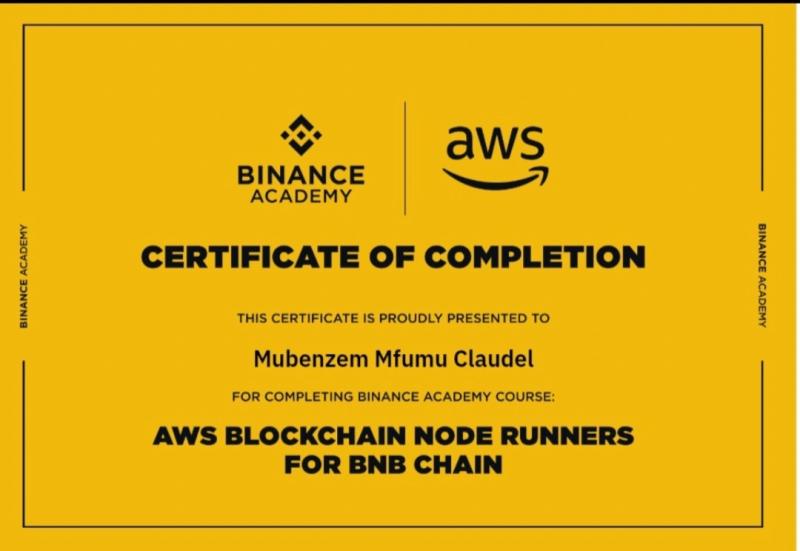 BINANCE
ACADEMY
aws
CERTIFICATE OF COMPLETION
THIS CERTIFICATE IS PROUDLY PRESENTED TO
Mubenzem Mfumu Claudel
FOR COMPLETING BINANCE ACADEMY COURSE:
AWS BLOCKCHAIN NODE RUNNERS
FOR BNB CHAIN
BINANCE ACADEMY
BINANCE ACADEMY